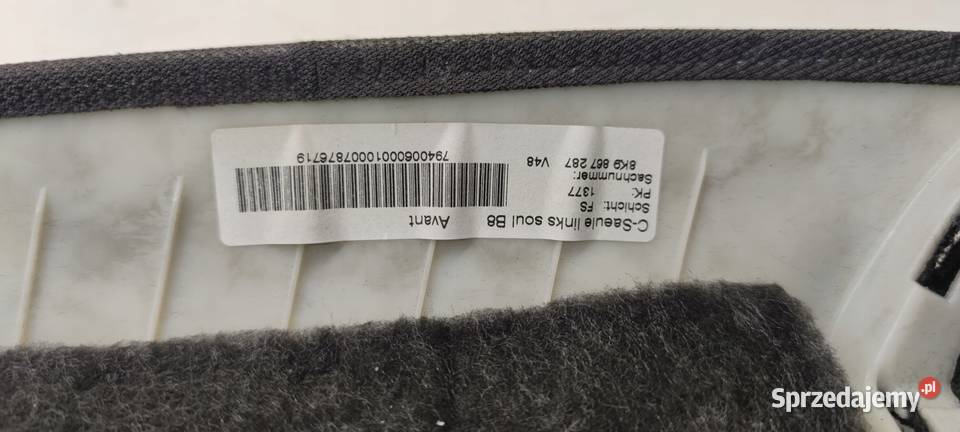 C-Saeule links soul B8 Avant
Schicht: FS
PK: 1377
Sachnummer:
8K9 867 287 V48
79400600010007876719
Sprzedajemy.pl